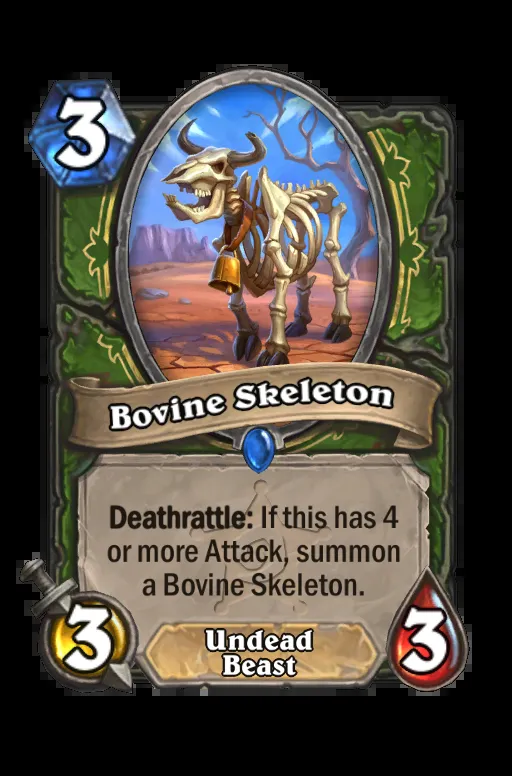 3
Bovine Skeleton
Deathrattle: If this has 4
or more Attack, summon
a Bovine Skeleton.
3
Undead
Beast
3